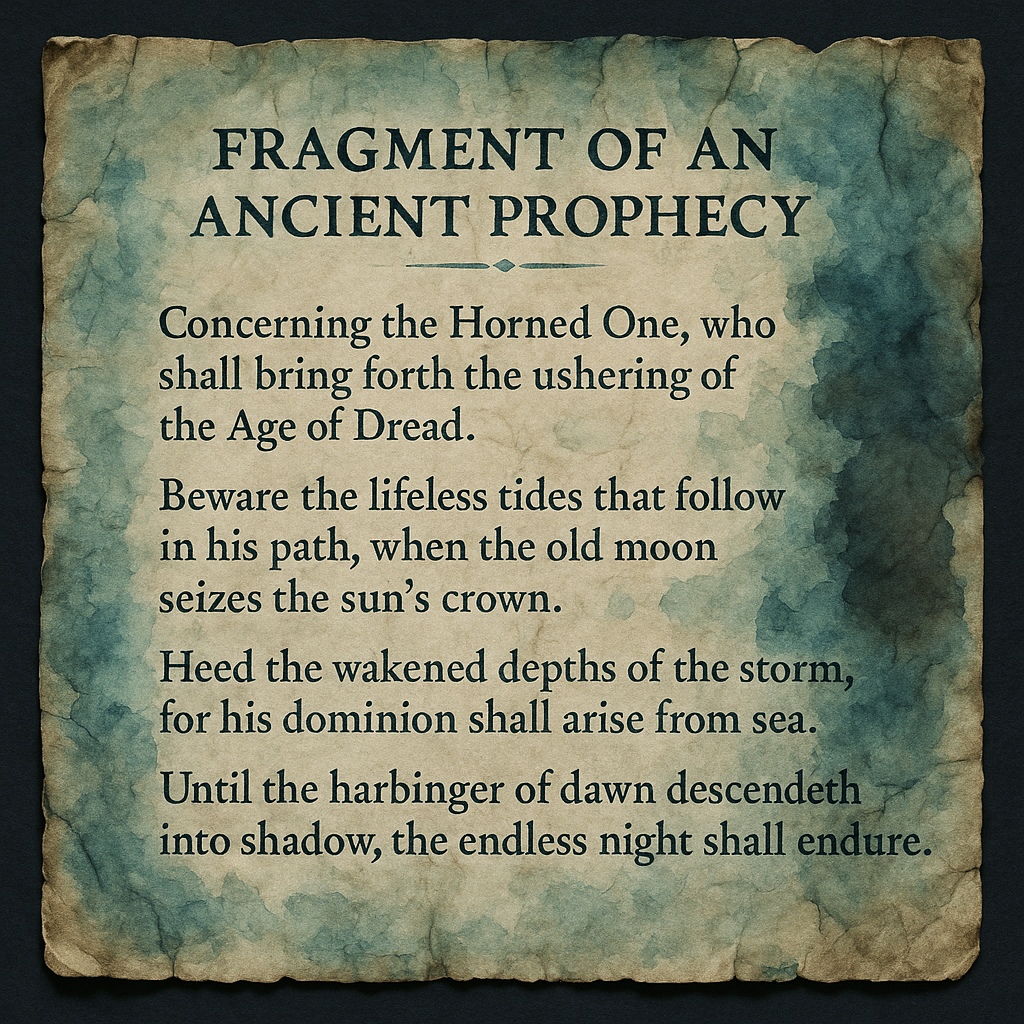 FRAGMENT OF AN
ANCIENT PROPHECY
Concerning the Horned One, who
shall bring forth the ushering of
the Age of Dread.
Beware the lifeless tides that follow
in his path, when the old moon
seizes the sun’s crown.
Heed the wakened depths of the storm,
for his dominion shall arise from sea.
Until the harbinger of dawn descendeth
into shadow, the endless night shall endure.